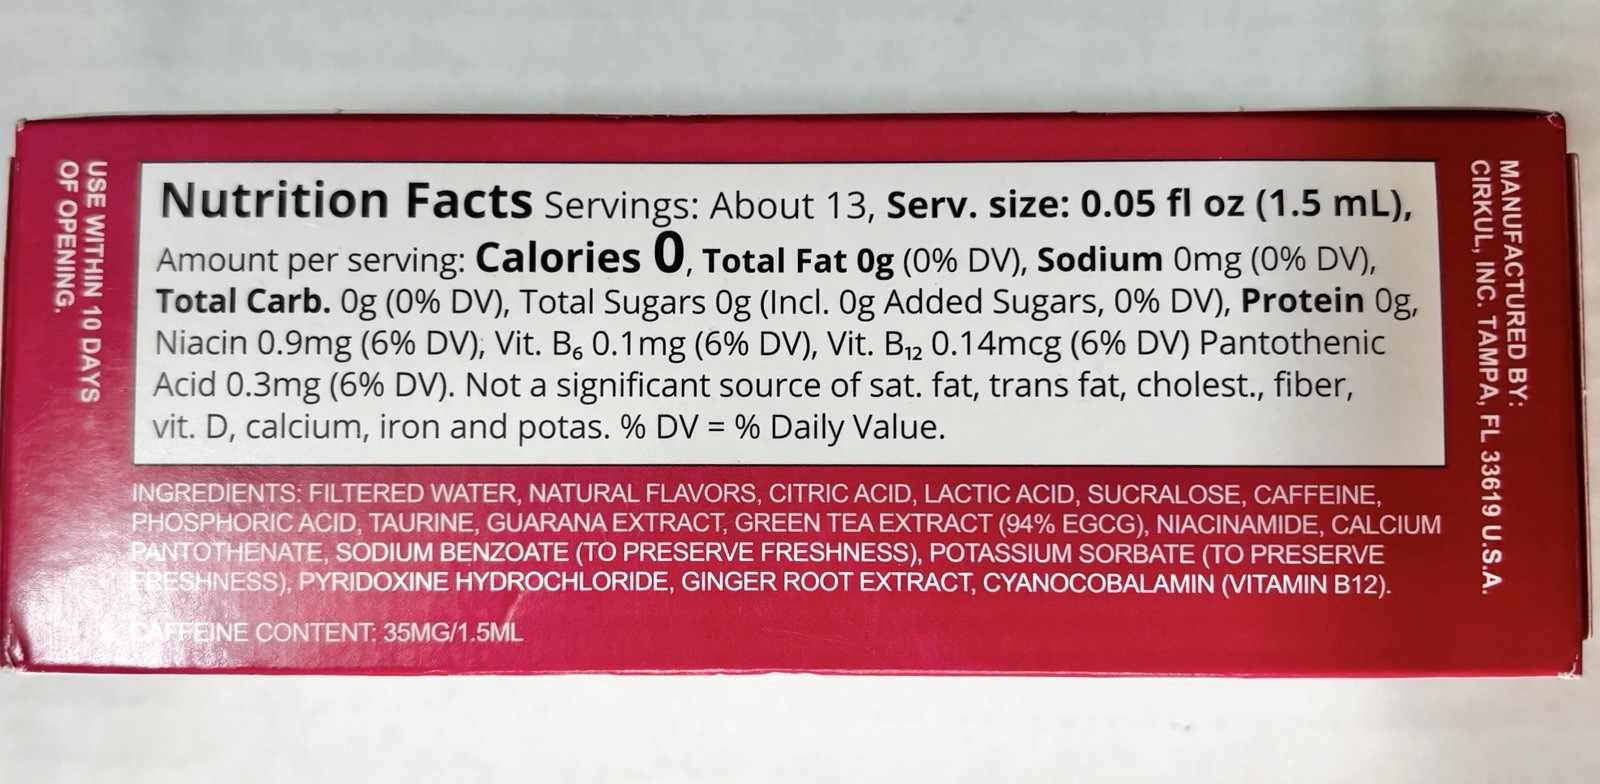 USE WITHIN 10 DAYS
OF OPENING.
Nutrition Facts Servings: About 13, Serv. size: 0.05 fl oz (1.5 mL),
Amount per serving: Calories 0, Total Fat 0g (0% DV), Sodium 0mg (0% DV),
Total Carb. 0g (0% DV), Total Sugars 0g (Incl. 0g Added Sugars, 0% DV), Protein 0g,
Niacin 0.9mg (6% DV), Vit. B₆ 0.1mg (6% DV), Vit. B₁₂ 0.14mcg (6% DV) Pantothenic
Acid 0.3mg (6% DV). Not a significant source of sat. fat, trans fat, cholest., fiber,
vit. D, calcium, iron and potas. % DV = % Daily Value.
INGREDIENTS: FILTERED WATER, NATURAL FLAVORS, CITRIC ACID, LACTIC ACID, SUCRALOSE, CAFFEINE,
PHOSPHORIC ACID, TAURINE, GUARANA EXTRACT, GREEN TEA EXTRACT (94% EGCG), NIACINAMIDE, CALCIUM
PANTOTHENATE, SODIUM BENZOATE (TO PRESERVE FRESHNESS), POTASSIUM SORBATE (TO PRESERVE
FRESHNESS), PYRIDOXINE HYDROCHLORIDE, GINGER ROOT EXTRACT, CYANOCOBALAMIN (VITAMIN B12).
CAFFEINE CONTENT: 35MG/1.5ML
MANUFACTURED BY:
CIRKUL, INC. TAMPA, FL 33619 U.S.A.